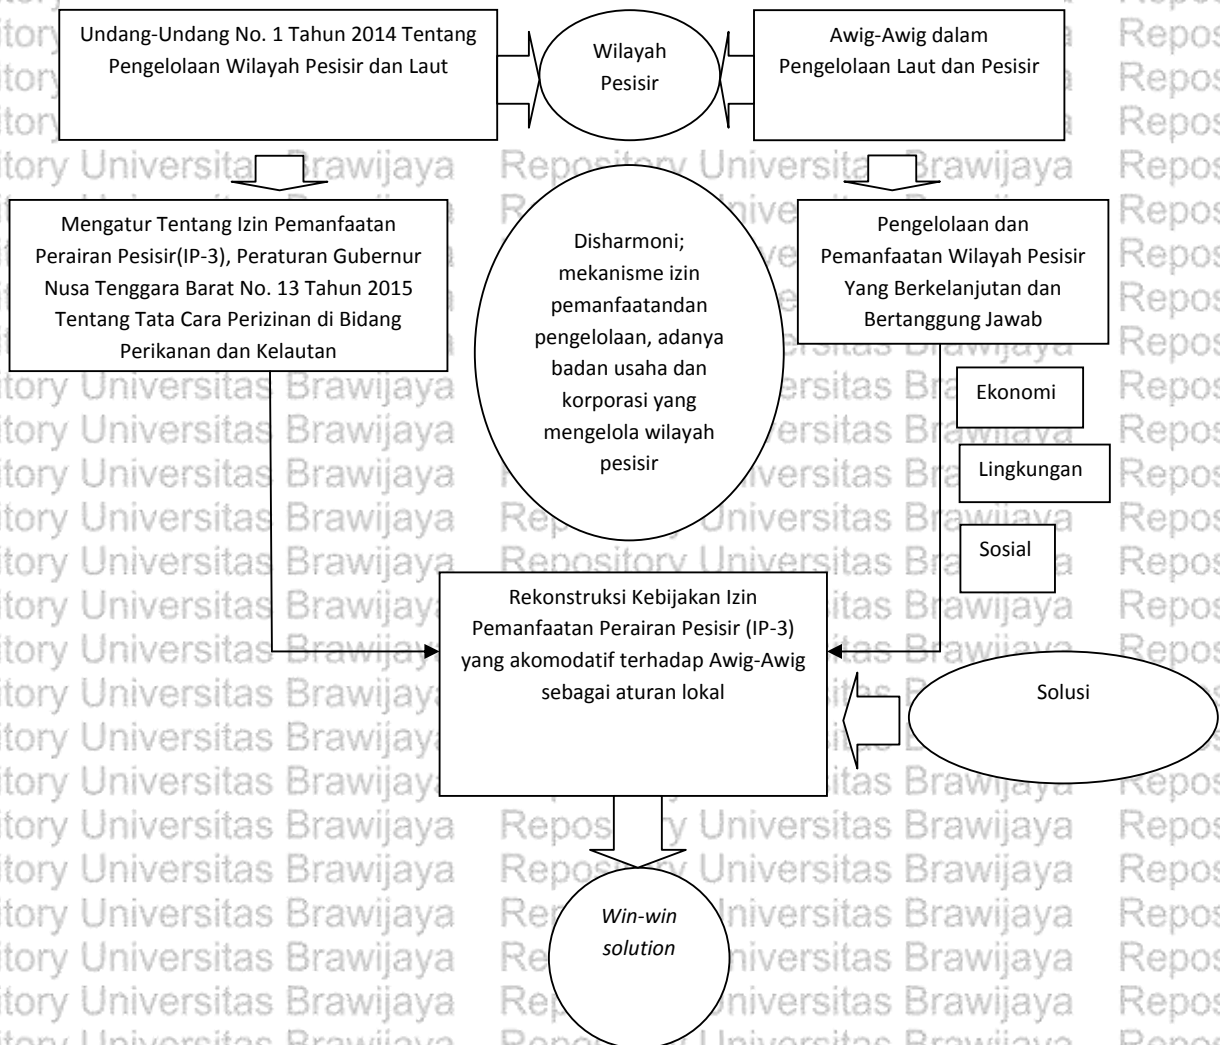 Undang-Undang No. 1 Tahun 2014 Tentang
Pengelolaan Wilayah Pesisir dan Laut
Wilayah
Pesisir
Awig-Awig dalam
Pengelolaan Laut dan Pesisir
Mengatur Tentang Izin Pemanfaatan
Perairan Pesisir(IP-3), Peraturan Gubernur
Nusa Tenggara Barat No. 13 Tahun 2015
Tentang Tata Cara Perizinan di Bidang
Perikanan dan Kelautan
Disharmoni;
mekanisme izin
pemanfaatandan
pengelolaan, adanya
badan usaha dan
korporasi yang
mengelola wilayah
pesisir
Pengelolaan dan
Pemanfaatan Wilayah Pesisir
Yang Berkelanjutan dan
Bertanggung Jawab
Ekonomi
Lingkungan
Sosial
Rekonstruksi Kebijakan Izin
Pemanfaatan Perairan Pesisir (IP-3)
yang akomodatif terhadap Awig-Awig
sebagai aturan lokal
Solusi
Win-win
solution
Repository Universitas Brawijaya